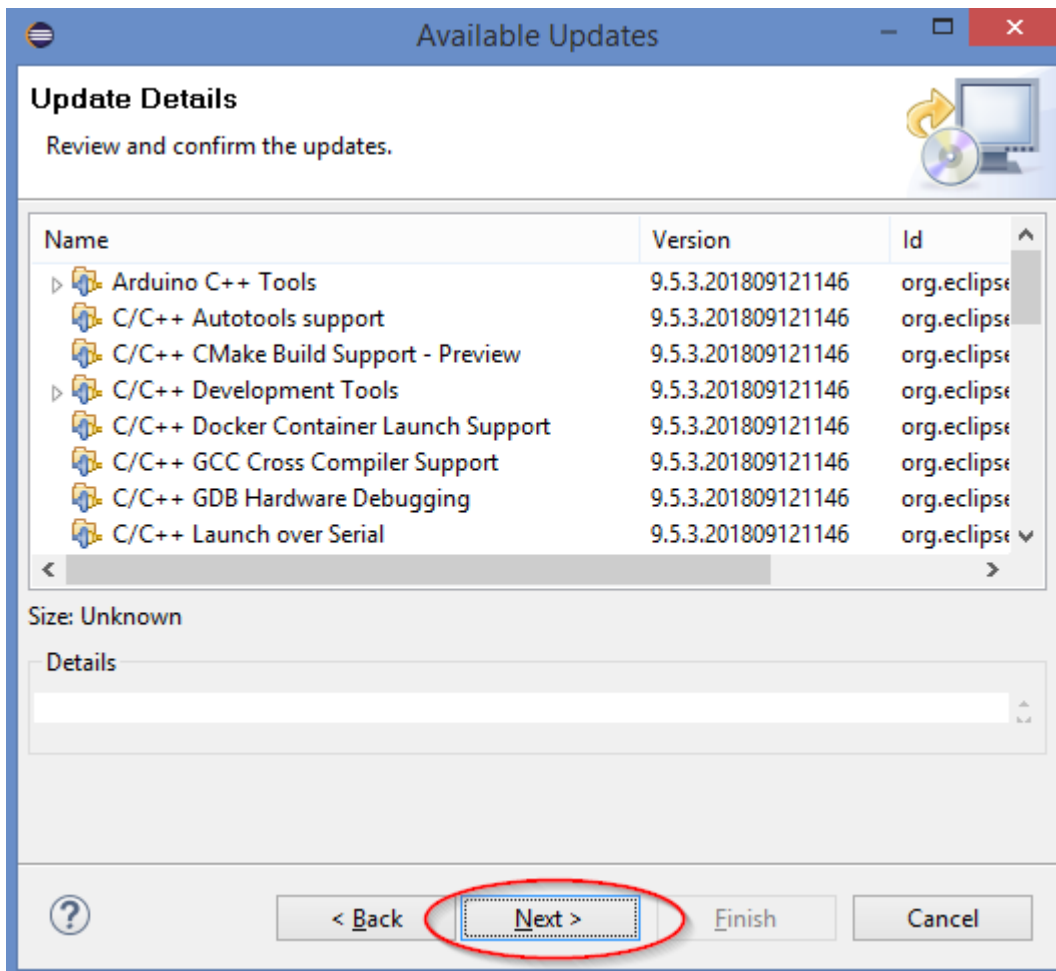 Available Updates
Update Details
Review and confirm the updates.
Name Version Id
Arduino C++ Tools 9.5.3.201809121146 org.eclipse
C/C++ Autotools support 9.5.3.201809121146 org.eclipse
C/C++ CMake Build Support - Preview 9.5.3.201809121146 org.eclipse
C/C++ Development Tools 9.5.3.201809121146 org.eclipse
C/C++ Docker Container Launch Support 9.5.3.201809121146 org.eclipse
C/C++ GCC Cross Compiler Support 9.5.3.201809121146 org.eclipse
C/C++ GDB Hardware Debugging 9.5.3.201809121146 org.eclipse
C/C++ Launch over Serial 9.5.3.201809121146 org.eclipse
Size: Unknown
Details
< Back Next > Finish Cancel